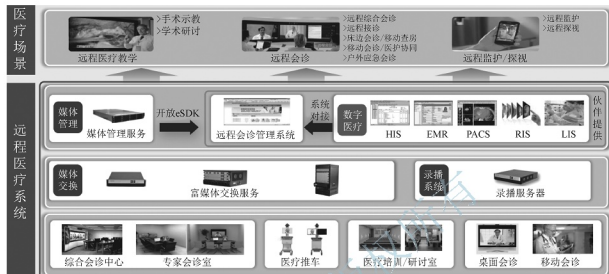 医疗场景
>手术示教
>学术研讨
远程医疗教学
>远程综合会诊
>远程接诊
>床边会诊/移动查房
>移动会诊/医护协同
>户外应急会诊
远程会诊
>远程监护
>远程探视
远程监护/探视
远程医疗系统
媒体管理
媒体管理服务
开放eSDK
远程会诊管理系统
系统对接
数字医疗
HIS
EMR
PACS
RIS
LIS
伙伴提供
媒体交换
富媒体交换服务
录播系统
录播服务器
综合会诊中心
专家会诊室
医疗推车
医疗培训/研讨室
桌面会诊
移动会诊